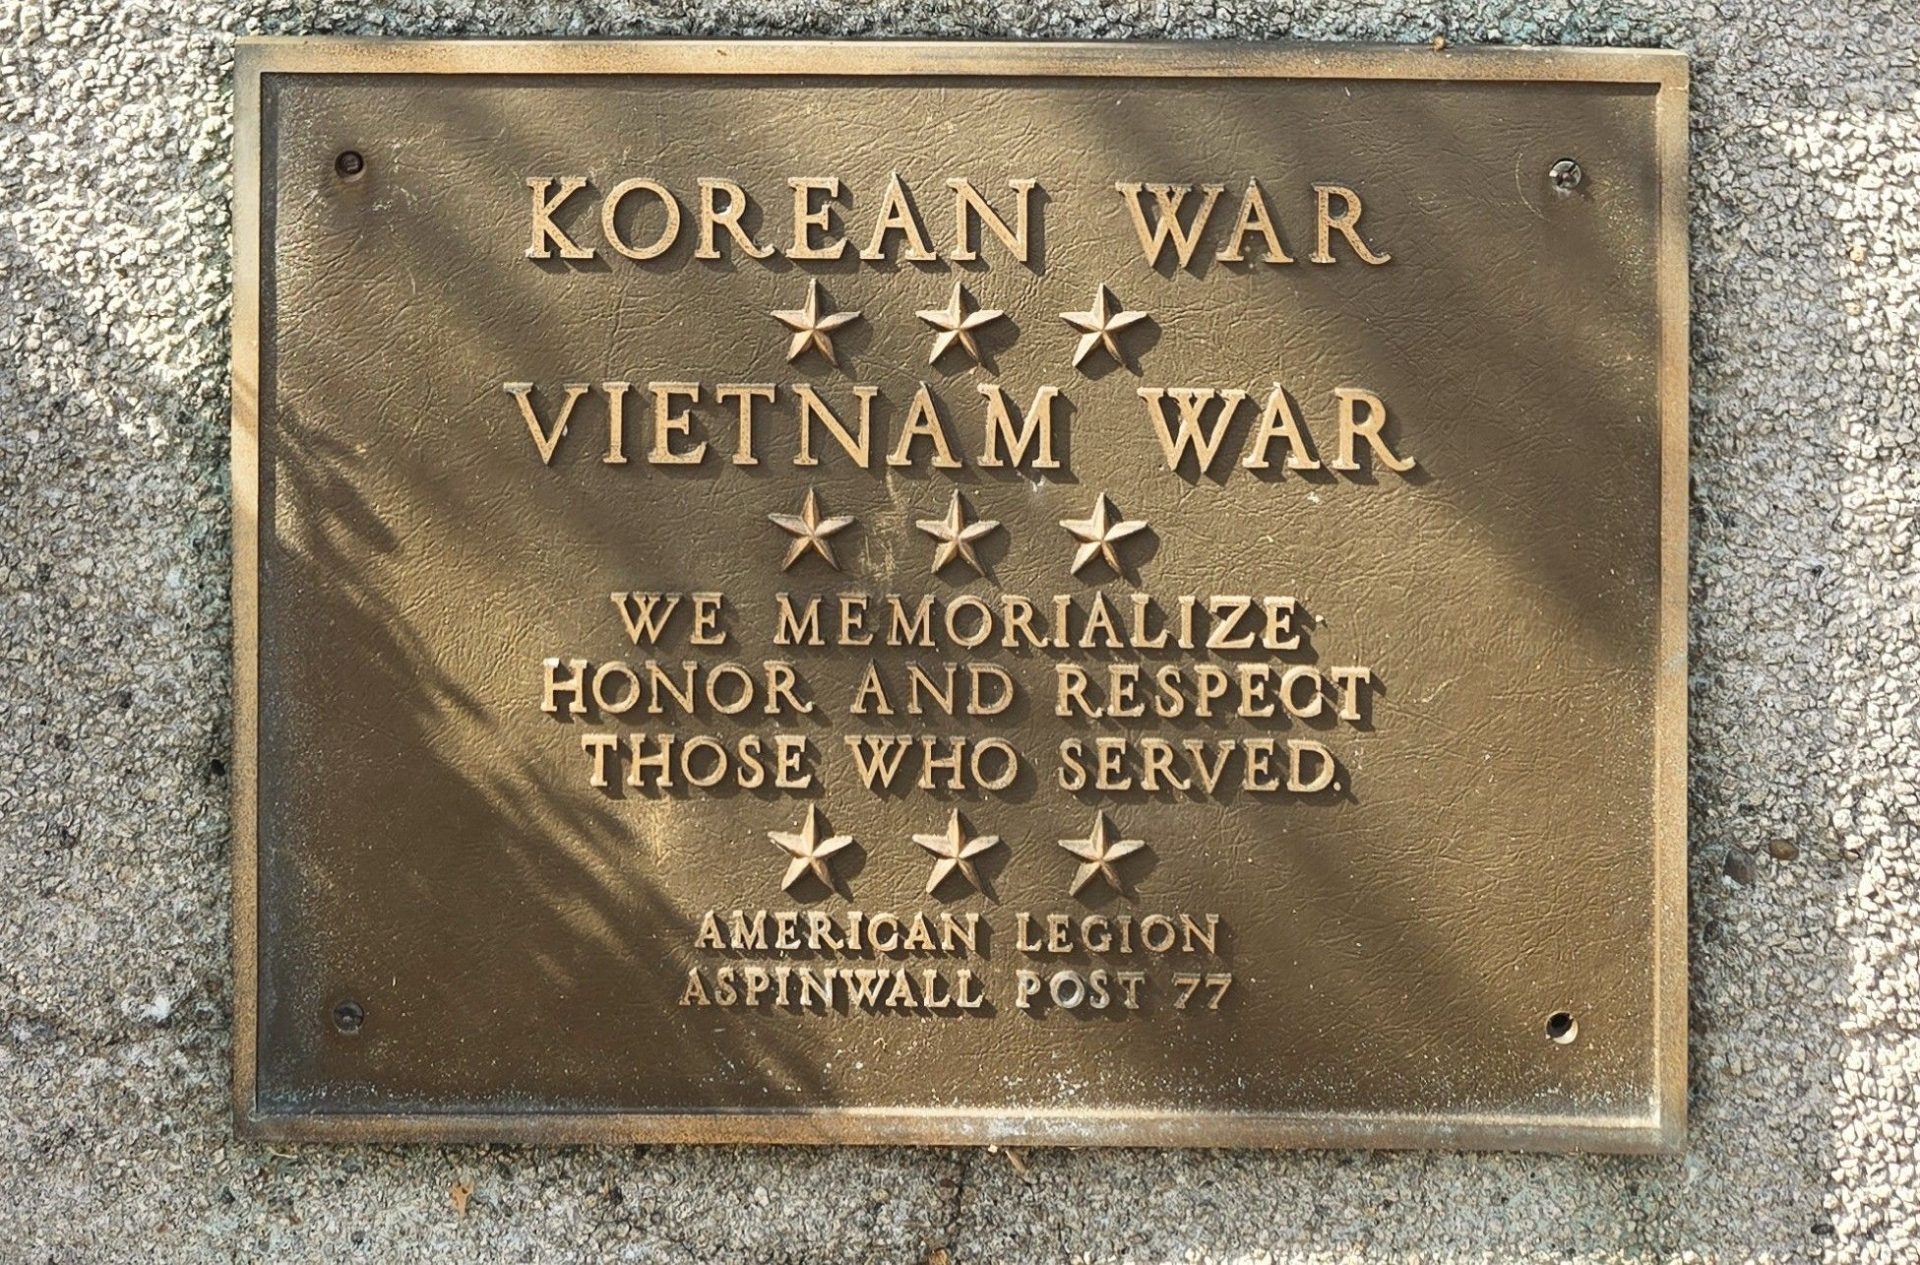 KOREAN WAR
VIETNAM WAR
WE MEMORIALIZE
HONOR AND RESPECT
THOSE WHO SERVED.
AMERICAN LEGION
ASPINWALL POST 77